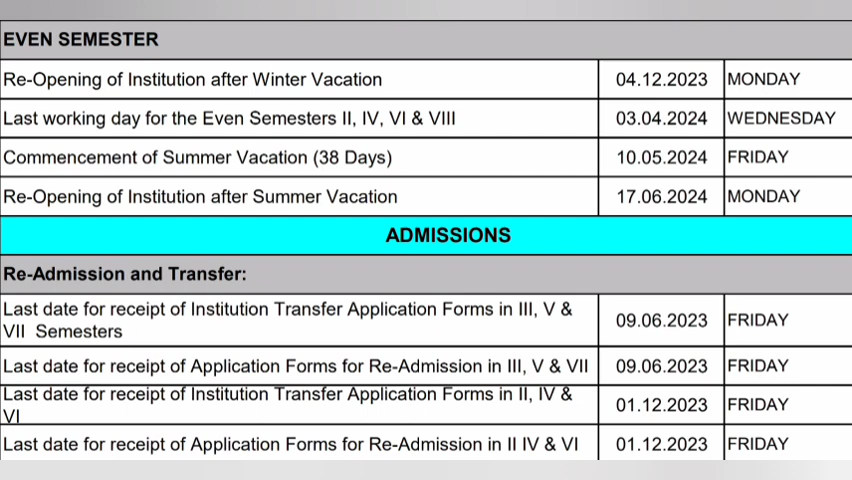 EVEN SEMESTER
Re-Opening of Institution after Winter Vacation 04.12.2023 MONDAY
Last working day for the Even Semesters II, IV, VI & VIII 03.04.2024 WEDNESDAY
Commencement of Summer Vacation (38 Days) 10.05.2024 FRIDAY
Re-Opening of Institution after Summer Vacation 17.06.2024 MONDAY
ADMISSIONS
Re-Admission and Transfer:
Last date for receipt of Institution Transfer Application Forms in III, V &
VII Semesters 09.06.2023 FRIDAY
Last date for receipt of Application Forms for Re-Admission in III, V & VII 09.06.2023 FRIDAY
Last date for receipt of Institution Transfer Application Forms in II, IV &
VI 01.12.2023 FRIDAY
Last date for receipt of Application Forms for Re-Admission in II IV & VI 01.12.2023 FRIDAY